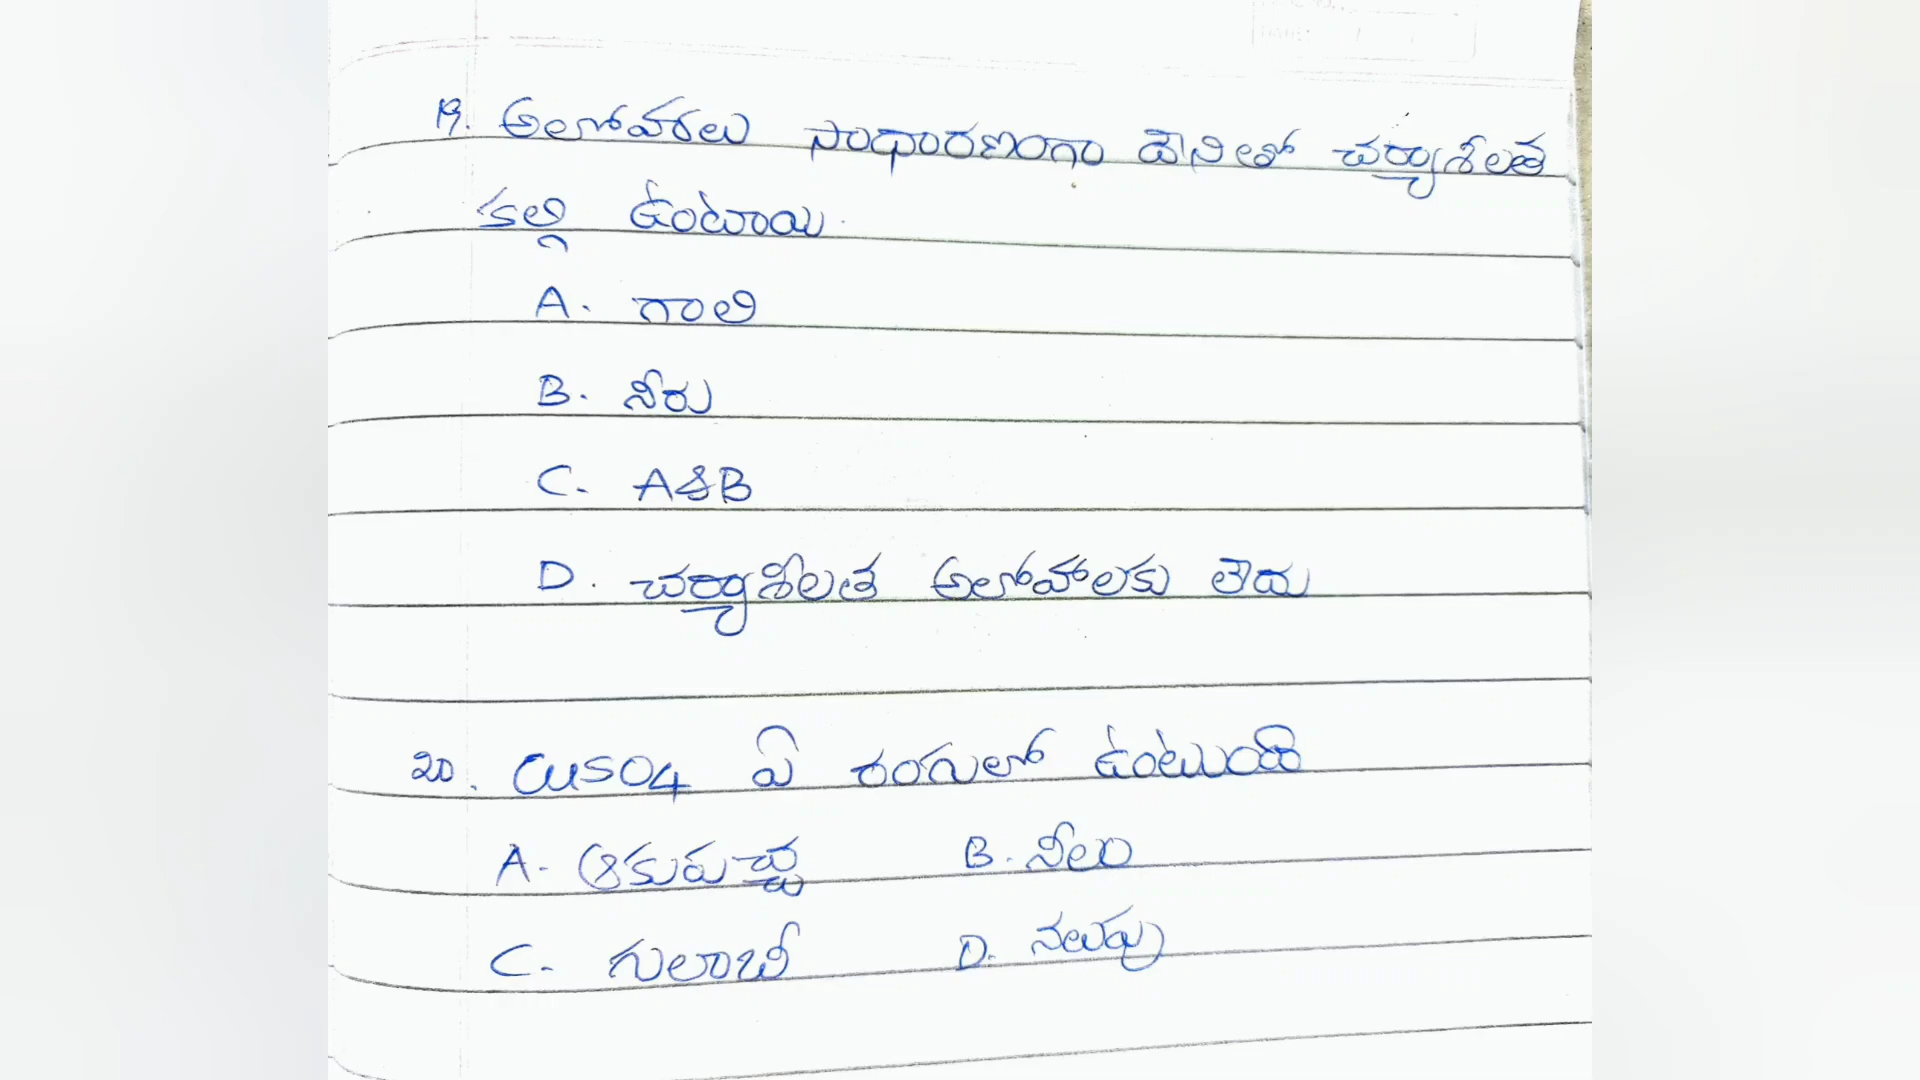 19. అలోహాలు సాధారణంగా దేనితో చర్యాశీలత
కల్గి ఉంటాయి.
A. గాలి
B. నీరు
C. A&B
D. చర్యాశీలత అలోహాలకు లేదు
20. CuSO4 ఏ రంగులో ఉంటుంది
A. ఆకుపచ్చ B. నీలం
C. గులాబీ D. నలుపు